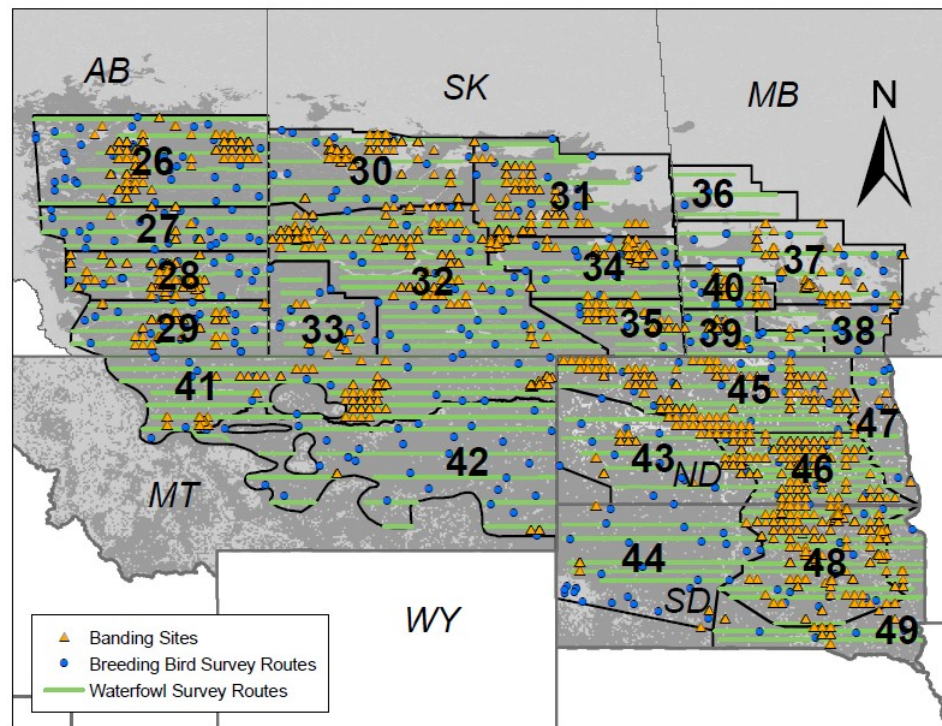 AB
SK
MB
N
26
30
31
36
27
37
28
32
34
40
29
33
35
39
38
41
45
47
42
43
ND
46
MT
44
48
SD
WY
49
Banding Sites
Breeding Bird Survey Routes
Waterfowl Survey Routes